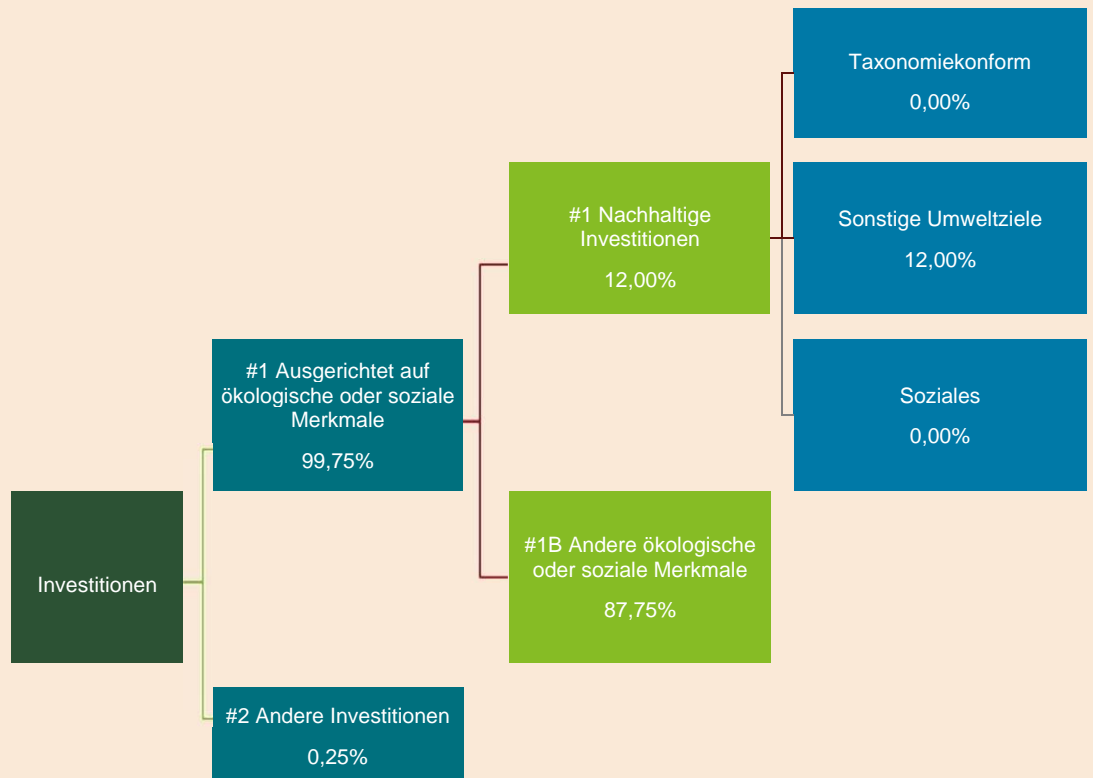 Taxonomiekonform
0,00%
#1 Nachhaltige
Investitionen
12,00%
Sonstige Umweltziele
12,00%
#1 Ausgerichtet auf
ökologische oder soziale
Merkmale
99,75%
Soziales
0,00%
Investitionen
#1B Andere ökologische
oder soziale Merkmale
87,75%
#2 Andere Investitionen
0,25%